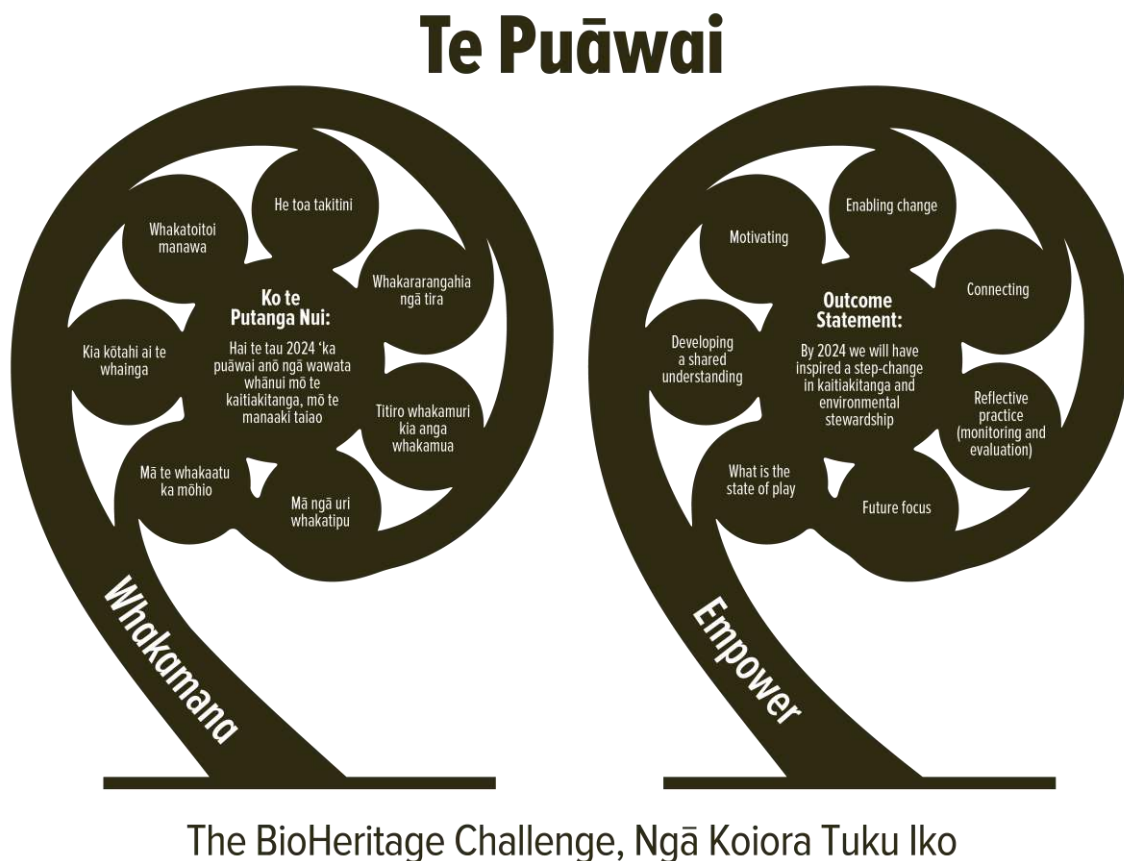 Te Puāwai
He toa takitini
Whakatoitoi
manawa
Whakararangahia
ngā tira
Ko te
Putanga Nui:
Hai te tau 2024 ‘ka
puāwai anō ngā wawata
whānui mō te
kaitiakitanga, mō te
manaaki taiao
Kia kōtahi ai te
whainga
Titiro whakamuri
kia anga
whakamua
Mā te whakaatu
ka mōhio
Mā ngā uri
whakatipu
Whakamana
Enabling change
Motivating
Connecting
Outcome
Statement:
By 2024 we will have
inspired a step-change
in kaitiakitanga and
environmental
stewardship
Developing
a shared
understanding
Reflective
practice
(monitoring and
evaluation)
What is the
state of play
Future focus
Empower
The BioHeritage Challenge, Ngā Koiora Tuku Iko